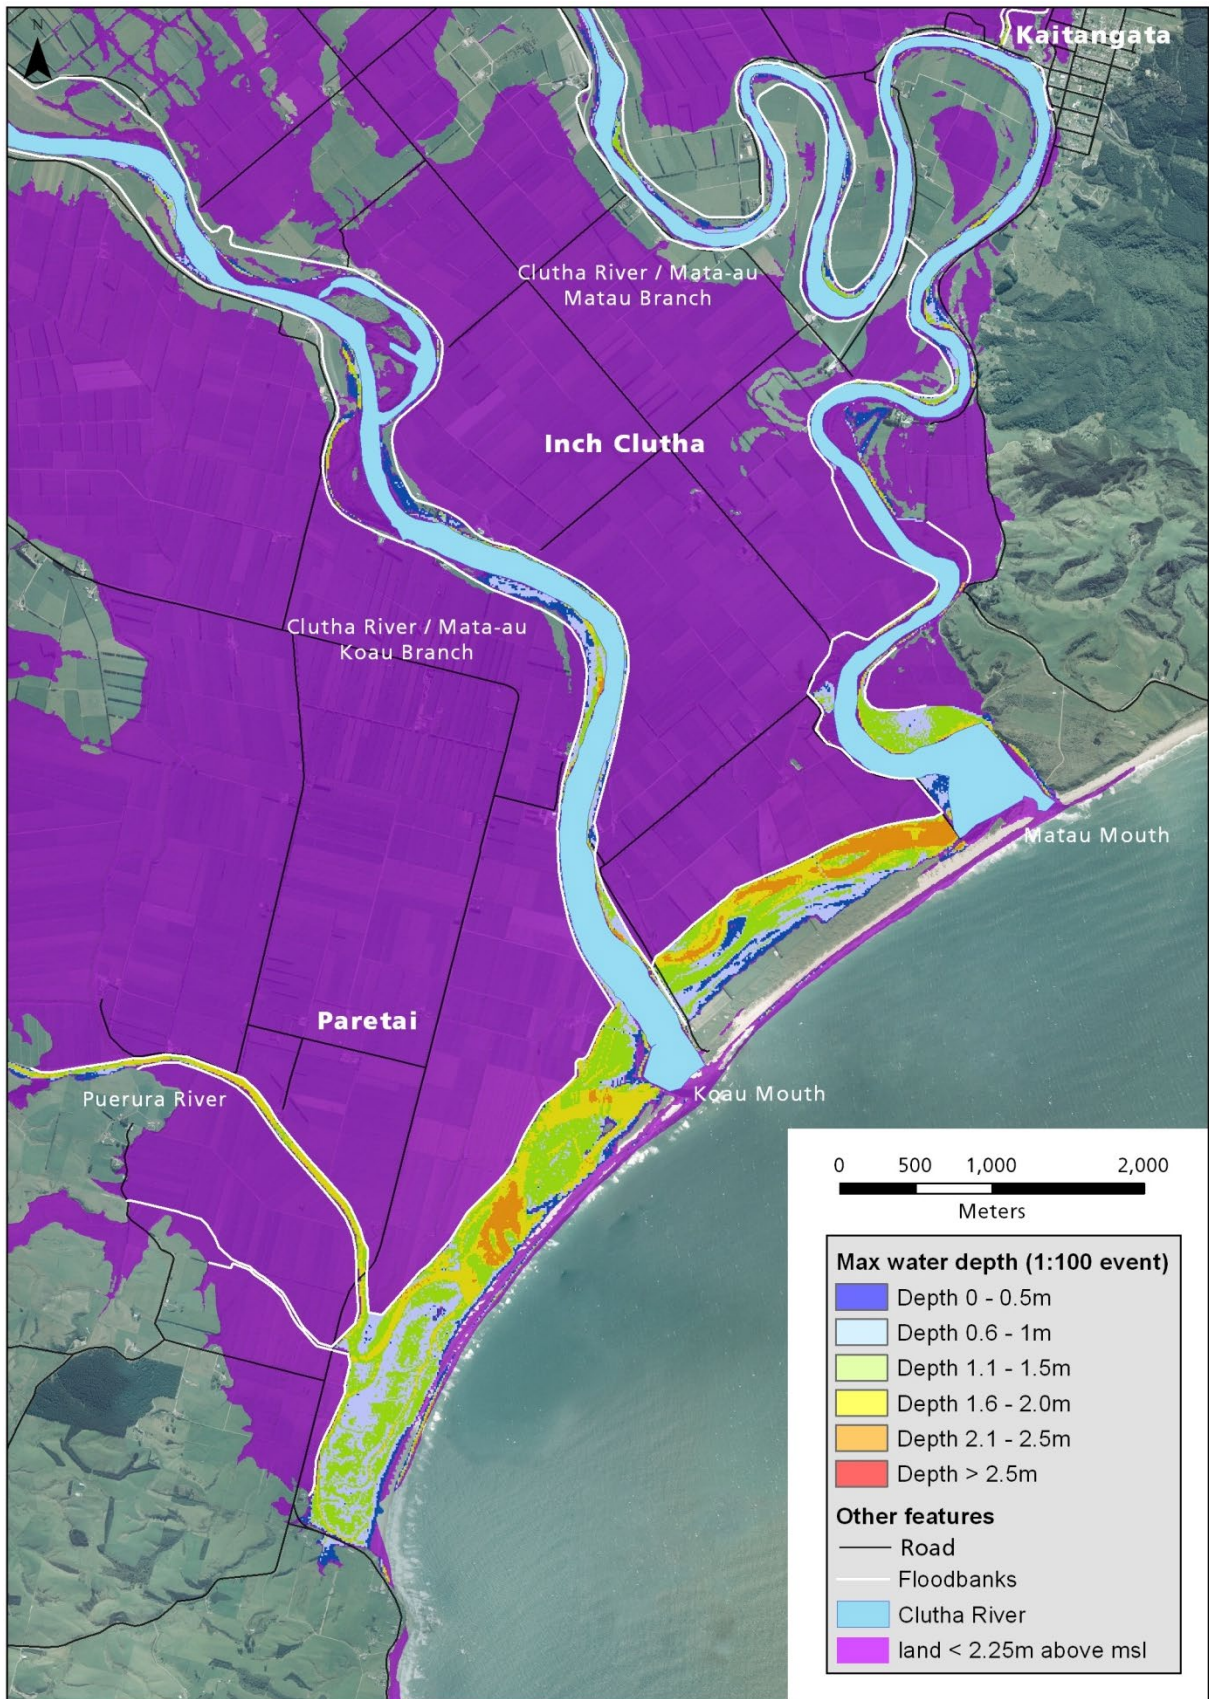 N
Kaitangata
Clutha River / Mata-au
Matau Branch
Inch Clutha
Clutha River / Mata-au
Koau Branch
Matau Mouth
Paretai
Puerura River
Koau Mouth
0 500 1,000 2,000
Meters
Max water depth (1:100 event)
Depth 0 - 0.5m
Depth 0.6 - 1m
Depth 1.1 - 1.5m
Depth 1.6 - 2.0m
Depth 2.1 - 2.5m
Depth > 2.5m
Other features
Road
Floodbanks
Clutha River
land < 2.25m above msl